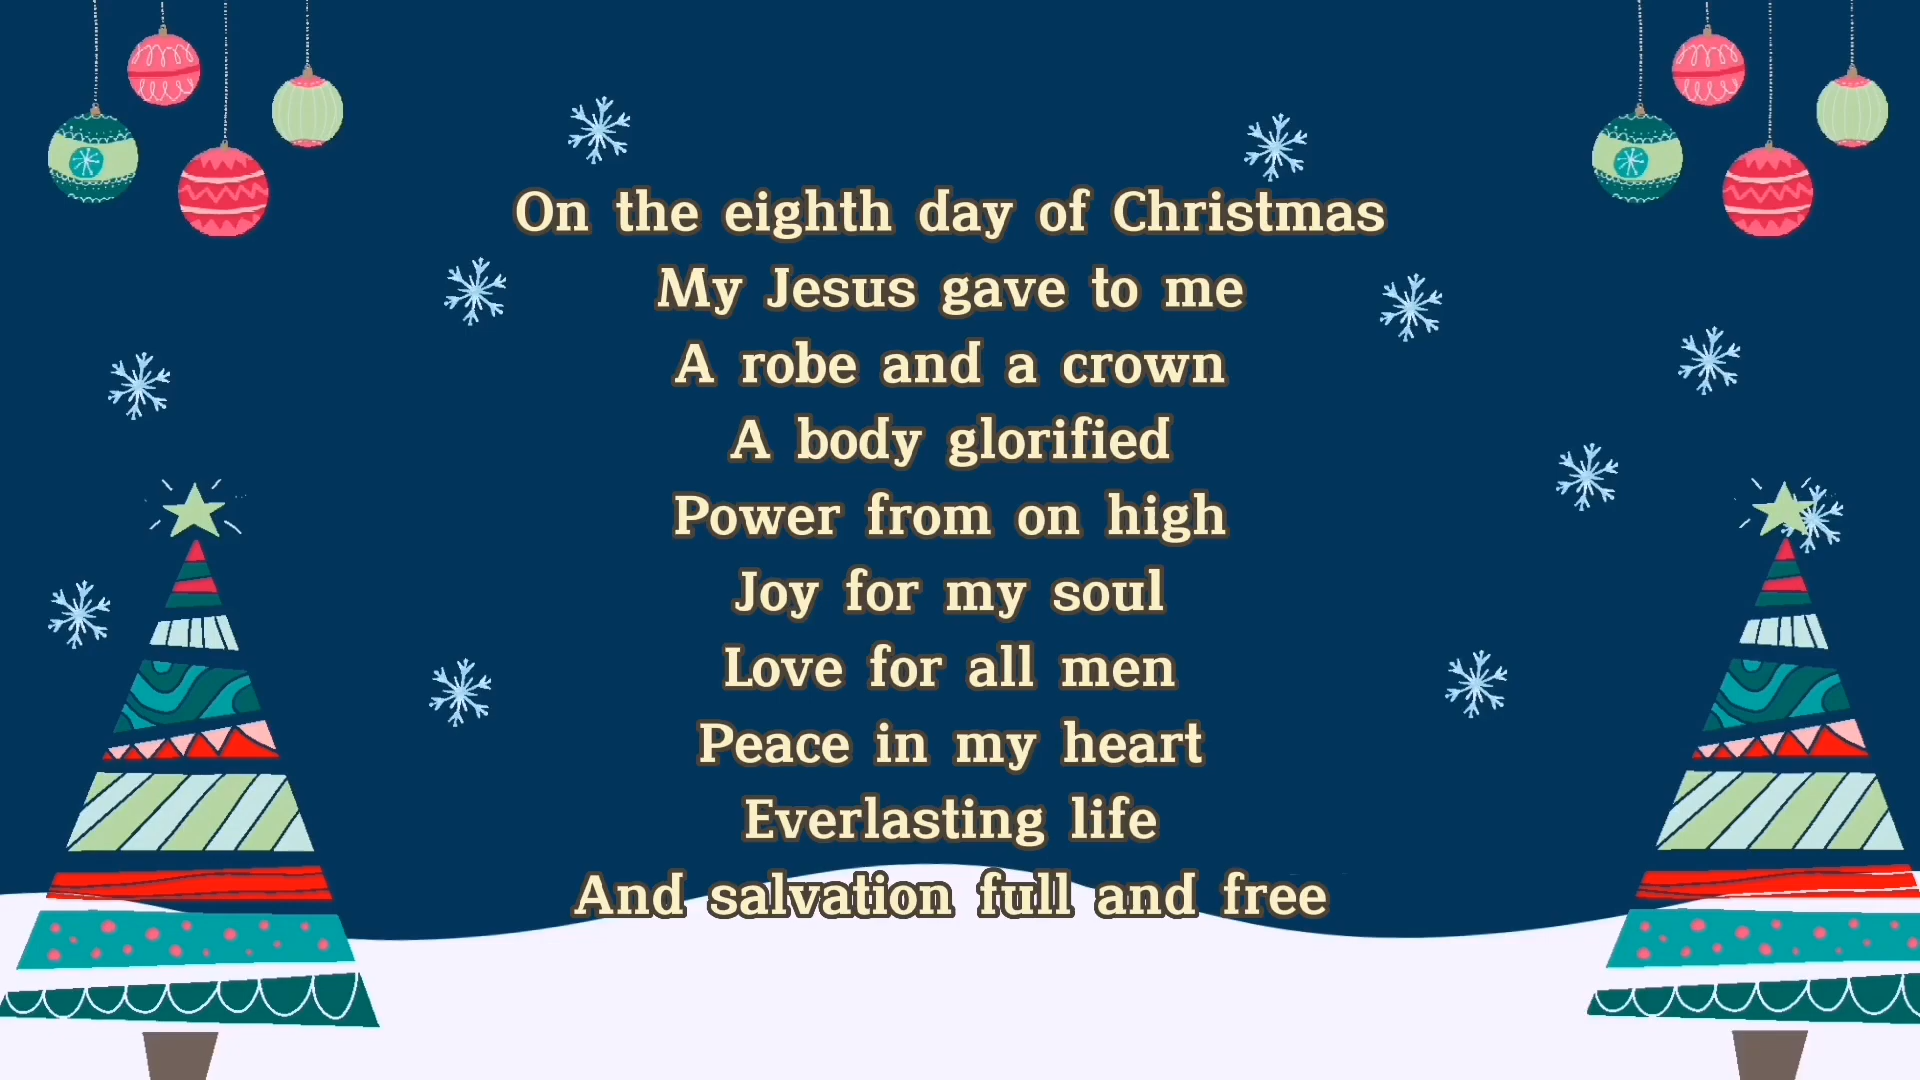 On the eighth day of Christmas
My Jesus gave to me
A robe and a crown
A body glorified
Power from on high
Joy for my soul
Love for all men
Peace in my heart
Everlasting life
And salvation full and free